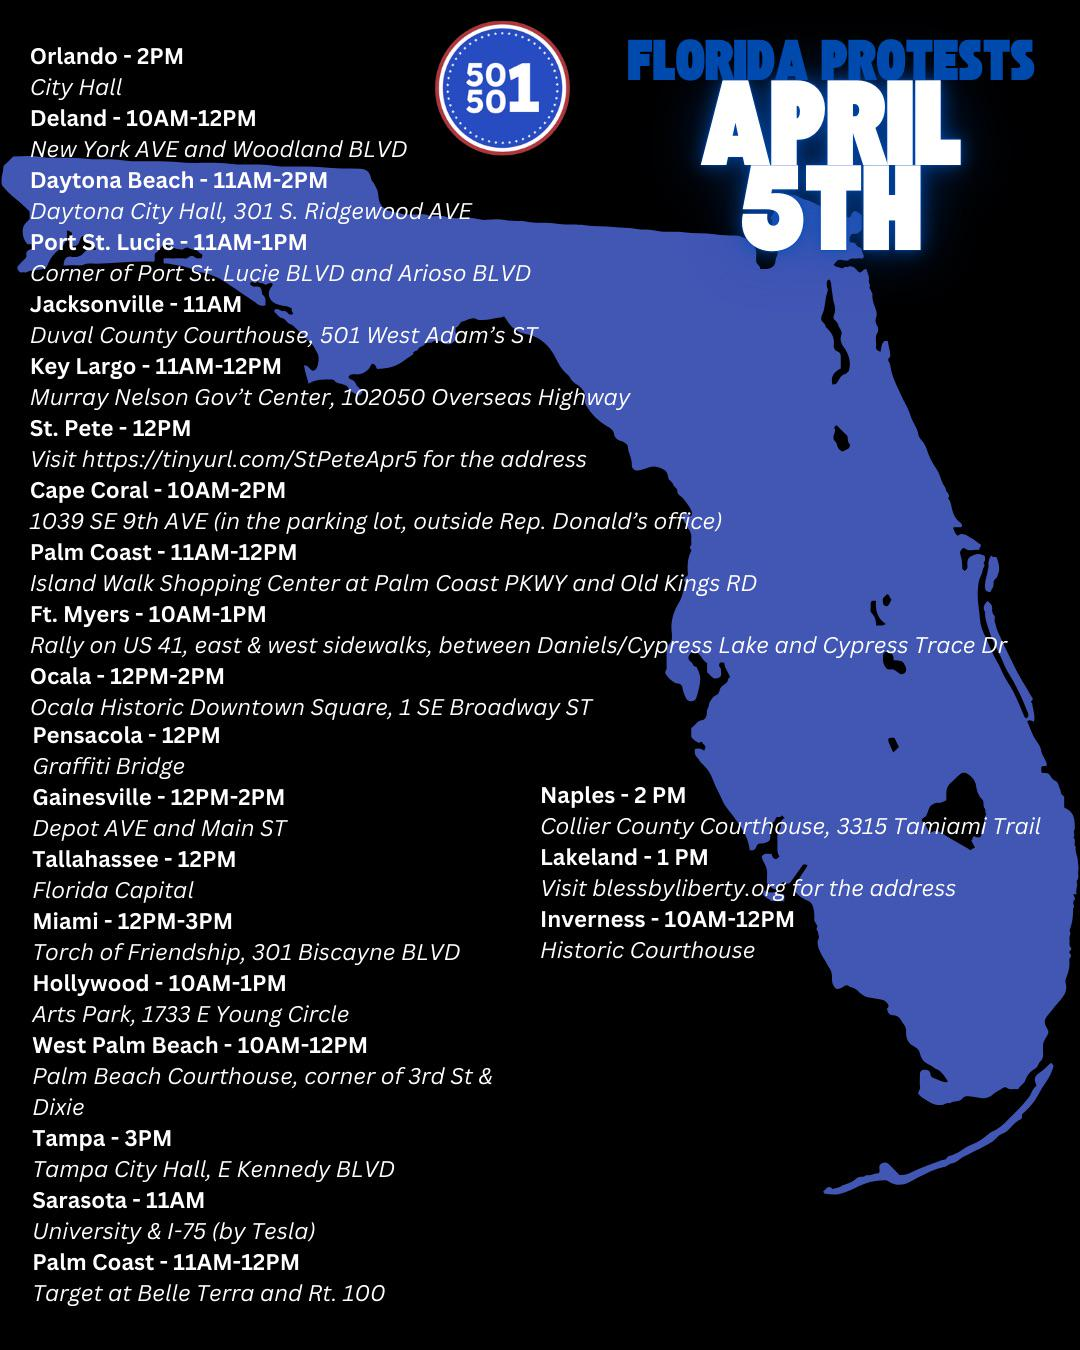 Orlando - 2PM
City Hall
Deland - 10AM-12PM
New York AVE and Woodland BLVD
Daytona Beach - 11AM-2PM
Daytona City Hall, 301 S. Ridgewood AVE
Port St. Lucie - 11AM-1PM
Corner of Port St. Lucie BLVD and Arioso BLVD
Jacksonville - 11AM
Duval County Courthouse, 501 West Adam's ST
Key Largo - 11AM-12PM
Murray Nelson Gov't Center, 102050 Overseas Highway
St. Pete - 12PM
Visit https://tinyurl.com/StPeteApr5 for the address
Cape Coral - 10AM-2PM
1039 SE 9th AVE (in the parking lot, outside Rep. Donald's office)
Palm Coast - 11AM-12PM
Island Walk Shopping Center at Palm Coast PKWY and Old Kings RD
Ft. Myers - 10AM-1PM
Rally on US 41, east & west sidewalks, between Daniels/Cypress Lake and Cypress Trace Dr
Ocala - 12PM-2PM
Ocala Historic Downtown Square, 1 SE Broadway ST
Pensacola - 12PM
Graffiti Bridge
Gainesville - 12PM-2PM
Depot AVE and Main ST
Tallahassee - 12PM
Florida Capital
Miami - 12PM-3PM
Torch of Friendship, 301 Biscayne BLVD
Hollywood - 10AM-1PM
Arts Park, 1733 E Young Circle
West Palm Beach - 10AM-12PM
Palm Beach Courthouse, corner of 3rd St &
Dixie
Tampa - 3PM
Tampa City Hall, E Kennedy BLVD
Sarasota - 11AM
University & I-75 (by Tesla)
Palm Coast - 11AM-12PM
Target at Belle Terra and Rt. 100
50
50
1
FLORIDA PROTESTS
APRIL
5TH
Naples - 2 PM
Collier County Courthouse, 3315 Tamiami Trail
Lakeland - 1 PM
Visit blessbyliberty.org for the address
Inverness - 10AM-12PM
Historic Courthouse